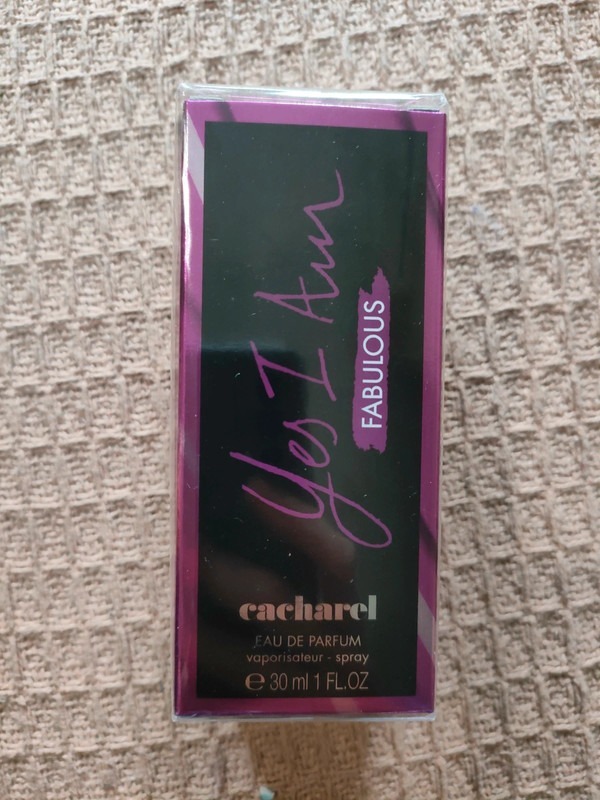 Yes I Am
FABULOUS
cacharel
EAU DE PARFUM
vaporisateur - spray
e 30 ml 1 FL.OZ